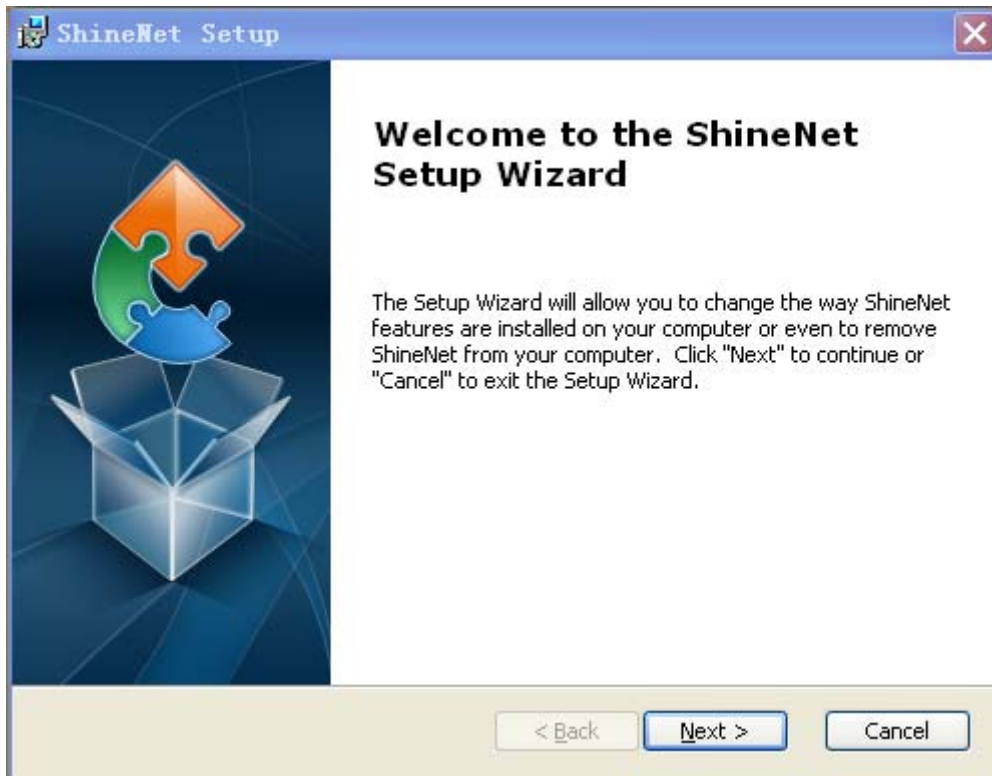 ShineNet Setup
Welcome to the ShineNet
Setup Wizard
The Setup Wizard will allow you to change the way ShineNet
features are installed on your computer or even to remove
ShineNet from your computer.  Click "Next" to continue or
"Cancel" to exit the Setup Wizard.
< Back
Next >
Cancel